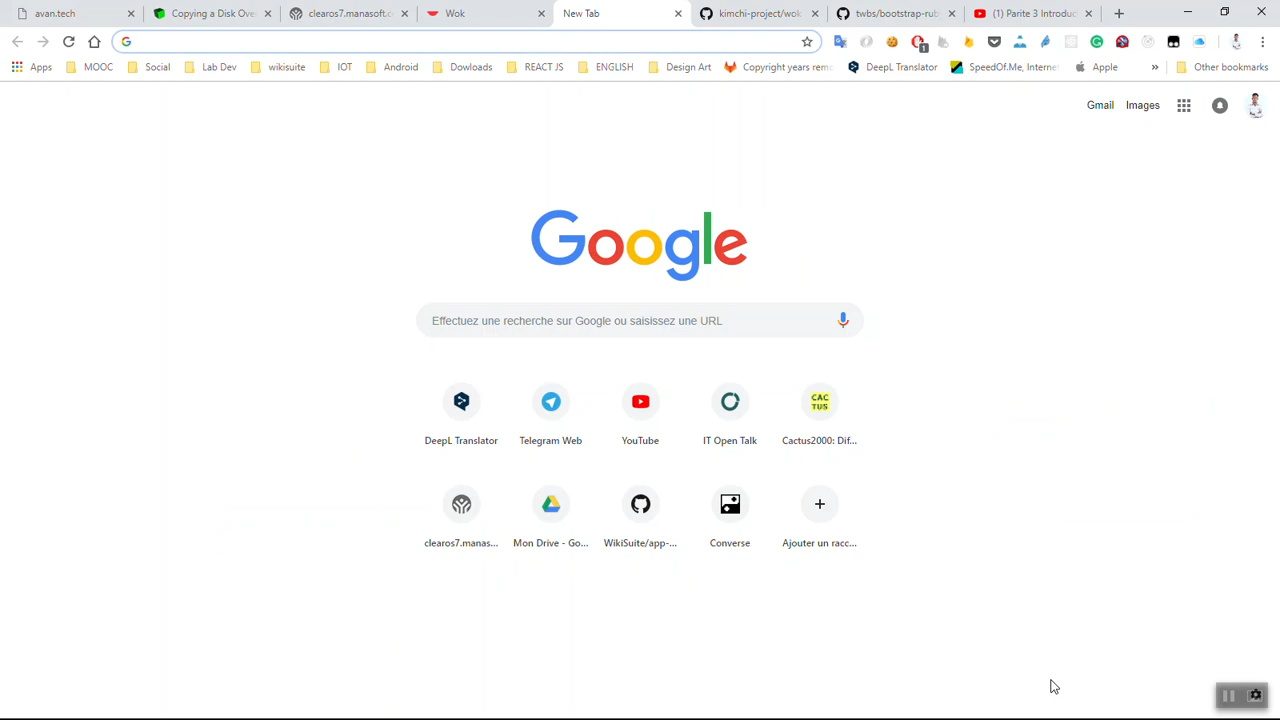 avan.tech
Copying a Disk Ove
clearos7.manasoft.c
Wok
New Tab
kimchi-project/wok
twbs/bootstrap-rub
(1) Parite 3 Introduc
1
Apps
MOOC
Social
Lab Dev
wikisuite
IOT
Android
Dowloads
REACT JS
ENGLISH
Design Art
Copyright years rem
DeepL Translator
SpeedOf.Me, Interne
Apple
»
Other bookmarks
Gmail Images
Google
Effectuez une recherche sur Google ou saisissez une URL
CAC
TUS
DeepL Translator
Telegram Web
YouTube
IT Open Talk
Cactus2000: Dif...
clearos7.manas...
Mon Drive - Go...
WikiSuite/app-...
Converse
Ajouter un racc...